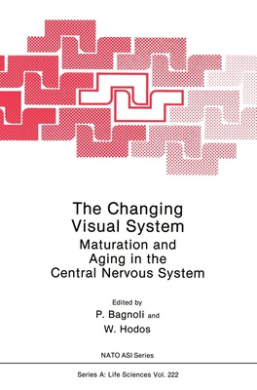 The Changing
Visual System
Maturation and
Aging in the
Central Nervous System
Edited by
P. Bagnoli and
W. Hodos
NATO ASI Series
Series A: Life Sciences Vol. 222